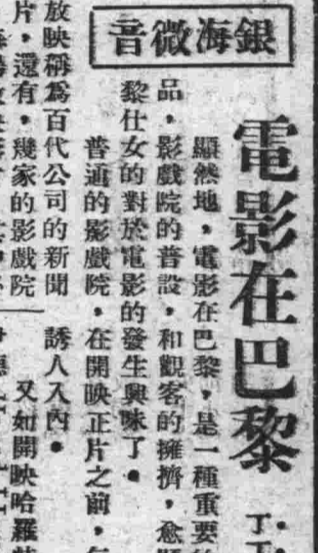 銀海微音
電影在巴黎
丁
顯然地，電影在巴黎，是一種重要
品，影戲院的普設，和觀客的擁擠，愈
黎仕女的對於電影的發生興味了。
普通的影戲院，在開映正片之前，
放映稱爲百代公司的新聞
片，還有，幾家的影戲院
誘人入內。
又如開映哈羅